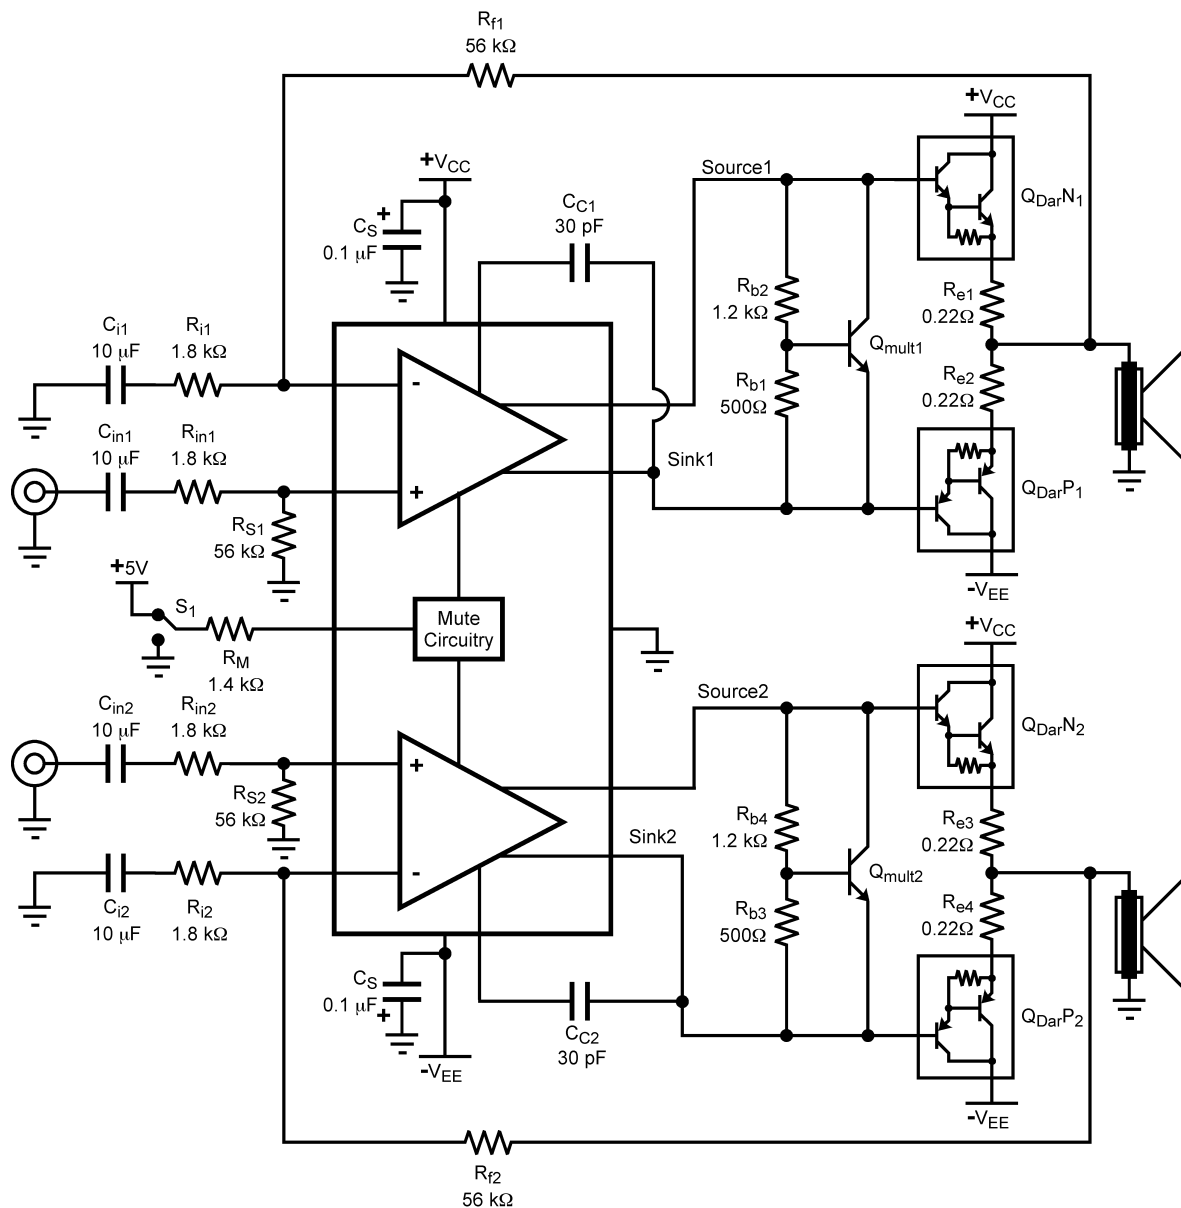 Rf1
56 kΩ
+VCC
+VCC
Source1
CC1
30 pF
CS
+
0.1 µF
QDarN1
Rb2
1.2 kΩ
Re1
0.22Ω
Ci1
10 µF
Ri1
1.8 kΩ
Qmult1
-
Rb1
500Ω
Re2
0.22Ω
Cin1
10 µF
Rin1
1.8 kΩ
Sink1
+
QDarP1
RS1
56 kΩ
+5V
S1
-VEE
Mute
Circuitry
+VCC
RM
1.4 kΩ
Cin2
10 µF
Rin2
1.8 kΩ
Source2
QDarN2
+
RS2
56 kΩ
Rb4
1.2 kΩ
Re3
0.22Ω
Sink2
-
Qmult2
Ci2
10 µF
Ri2
1.8 kΩ
Rb3
500Ω
Re4
0.22Ω
CS
0.1 µF
+
CC2
30 pF
QDarP2
-VEE
-VEE
Rf2
56 kΩ